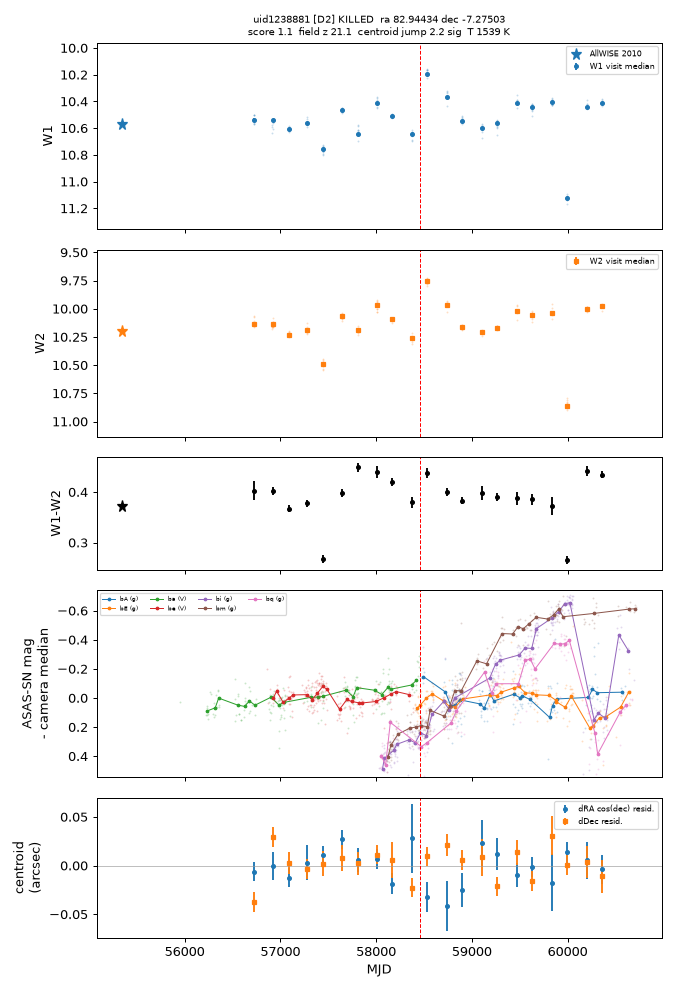 uid1238881 [D2] KILLED ra 82.94434 dec -7.27503
score 1.1 field z 21.1 centroid jump 2.2 sig T 1539 K
10.0
10.2
10.4
10.6
10.8
11.0
11.2
W1
AllWISE 2010
W1 visit median
9.50
9.75
10.00
10.25
10.50
10.75
11.00
W2
W2 visit median
0.4
0.3
W1-W2
−0.6
−0.4
−0.2
0.0
0.2
0.4
ASAS-SN mag
- camera median
bA (g)
bE (g)
ba (V)
be (V)
bi (g)
bm (g)
bq (g)
0.05
0.00
−0.05
centroid
(arcsec)
dRA cos(dec) resid.
dDec resid.
56000
57000
58000
59000
60000
MJD